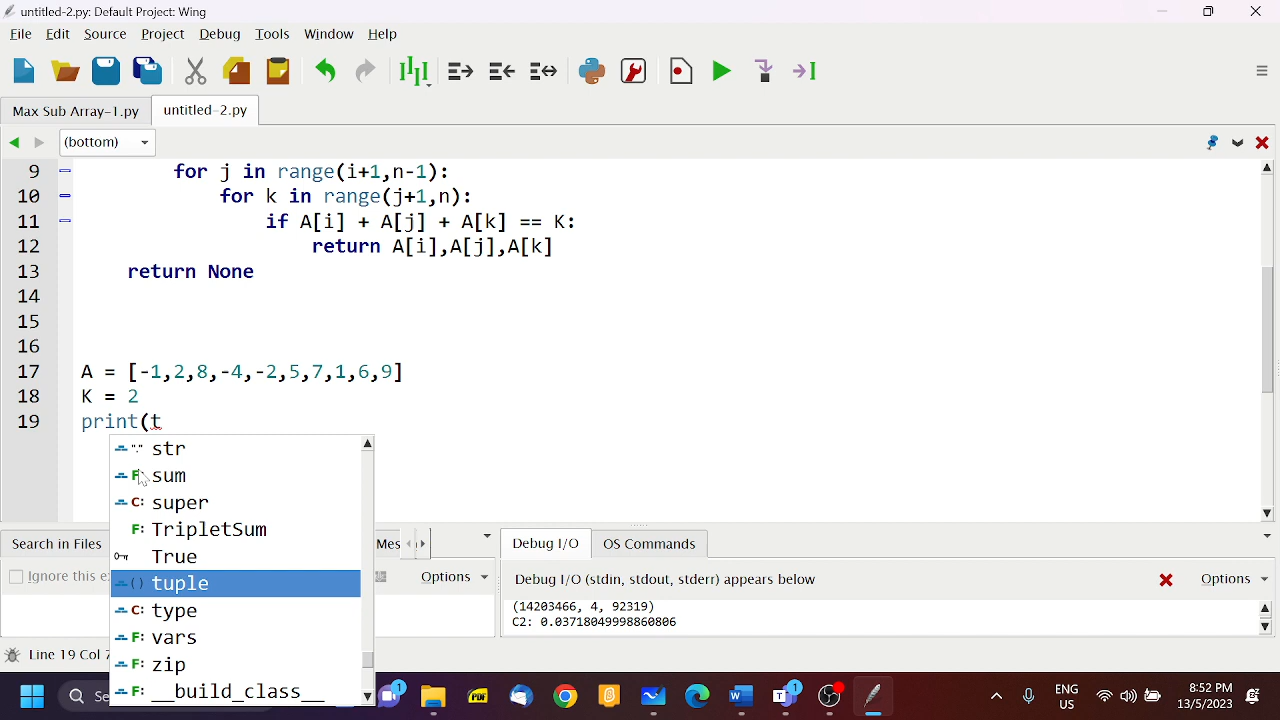 untitled-2.py: Default Project: Wing
File Edit Source Project Debug Tools Window Help
Max Sub Array-1.py untitled-2.py
(bottom)
9 for j in range(i+1,n-1):
10 for k in range(j+1,n):
11 if A[i] + A[j] + A[k] == K:
12 return A[i],A[j],A[k]
13 return None
14
15
16
17 A = [-1,2,8,-4,-2,5,7,1,6,9]
18 K = 2
19 print(t
str
F: sum
C: super
F: TripletSum
True
() tuple
C: type
F: vars
F: zip
F: __build_class__
Search in Files Mes Debug I/O OS Commands
Ignore this Options Debug I/O (stdin, stdout, stderr) appears below Options
(14203466, 4, 92319)
C2: 0.03718049998860806
Line 19 Col 7
Se 1 PDF 1 ENG US 8:52 PM 13/5/2023